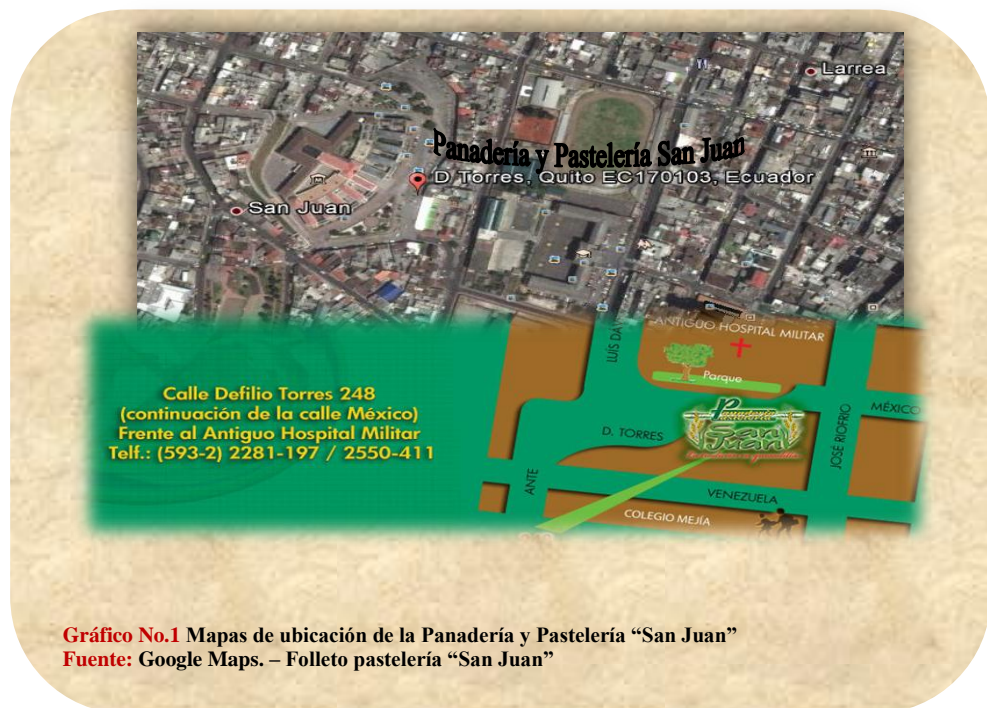 Larrea
Panadería y Pastelería San Juan
D Torres, Quito EC170103, Ecuador
San Juan
ANTIGUO HOSPITAL MILITAR
LUÍS DAV
Parque
Calle Defilio Torres 248
(continuación de la calle México)
Frente al Antiguo Hospital Militar
Telf.: (593-2) 2281-197 / 2550-411
MÉXICO
San Juan
D. TORRES
JOSÉ RIOFRIO
ANTE
VENEZUELA
COLEGIO MEJÍA
Gráfico No.1 Mapas de ubicación de la Panadería y Pastelería “San Juan”
Fuente: Google Maps. – Folleto pastelería “San Juan”